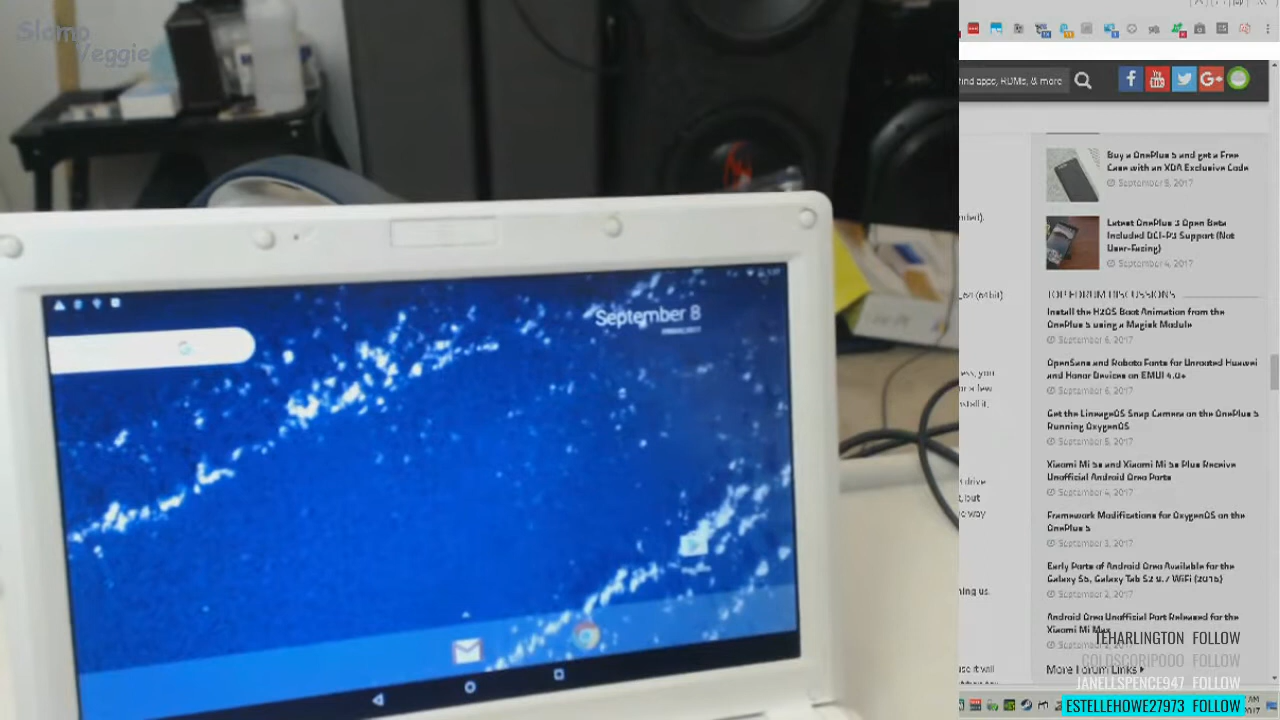 Slamp
Veggie
September 8
find apps, ROMs, & more
Buy a OnePlus 5 and get a Free
Case with an XDA Exclusive Code
September 5, 2017
Latest OnePlus 3 Open Beta
Included DCI-P3 Support (Not
User-Facing)
September 4, 2017
TOP FORUM DISCUSSIONS
Install the H2OS Boot Animation from the
OnePlus 5 using a Magisk Module
September 6, 2017
OpenSans and Roboto Fonts for Unrooted Huawei
and Honor Devices on EMUI 4.0+
September 6, 2017
Get the LineageOS Snap Camera on the OnePlus 5
Running OxygenOS
September 5, 2017
Xiaomi Mi 5s and Xiaomi Mi 5s Plus Receive
Unofficial Android Oreo Ports
September 4, 2017
Framework Modifications for OxygenOS on the
OnePlus 5
September 3, 2017
Early Ports of Android Oreo Available for the
Galaxy S5, Galaxy Tab S2 9.7 WiFi (2016)
September 2, 2017
Android Oreo Unofficial Port Released for the
Xiaomi Mi Max
More Forum Links
TEHARLINGTON FOLLOW
GOLDSCORIPOOO FOLLOW
JANELLSPENCE947 FOLLOW
ESTELLEHOWE27973 FOLLOW